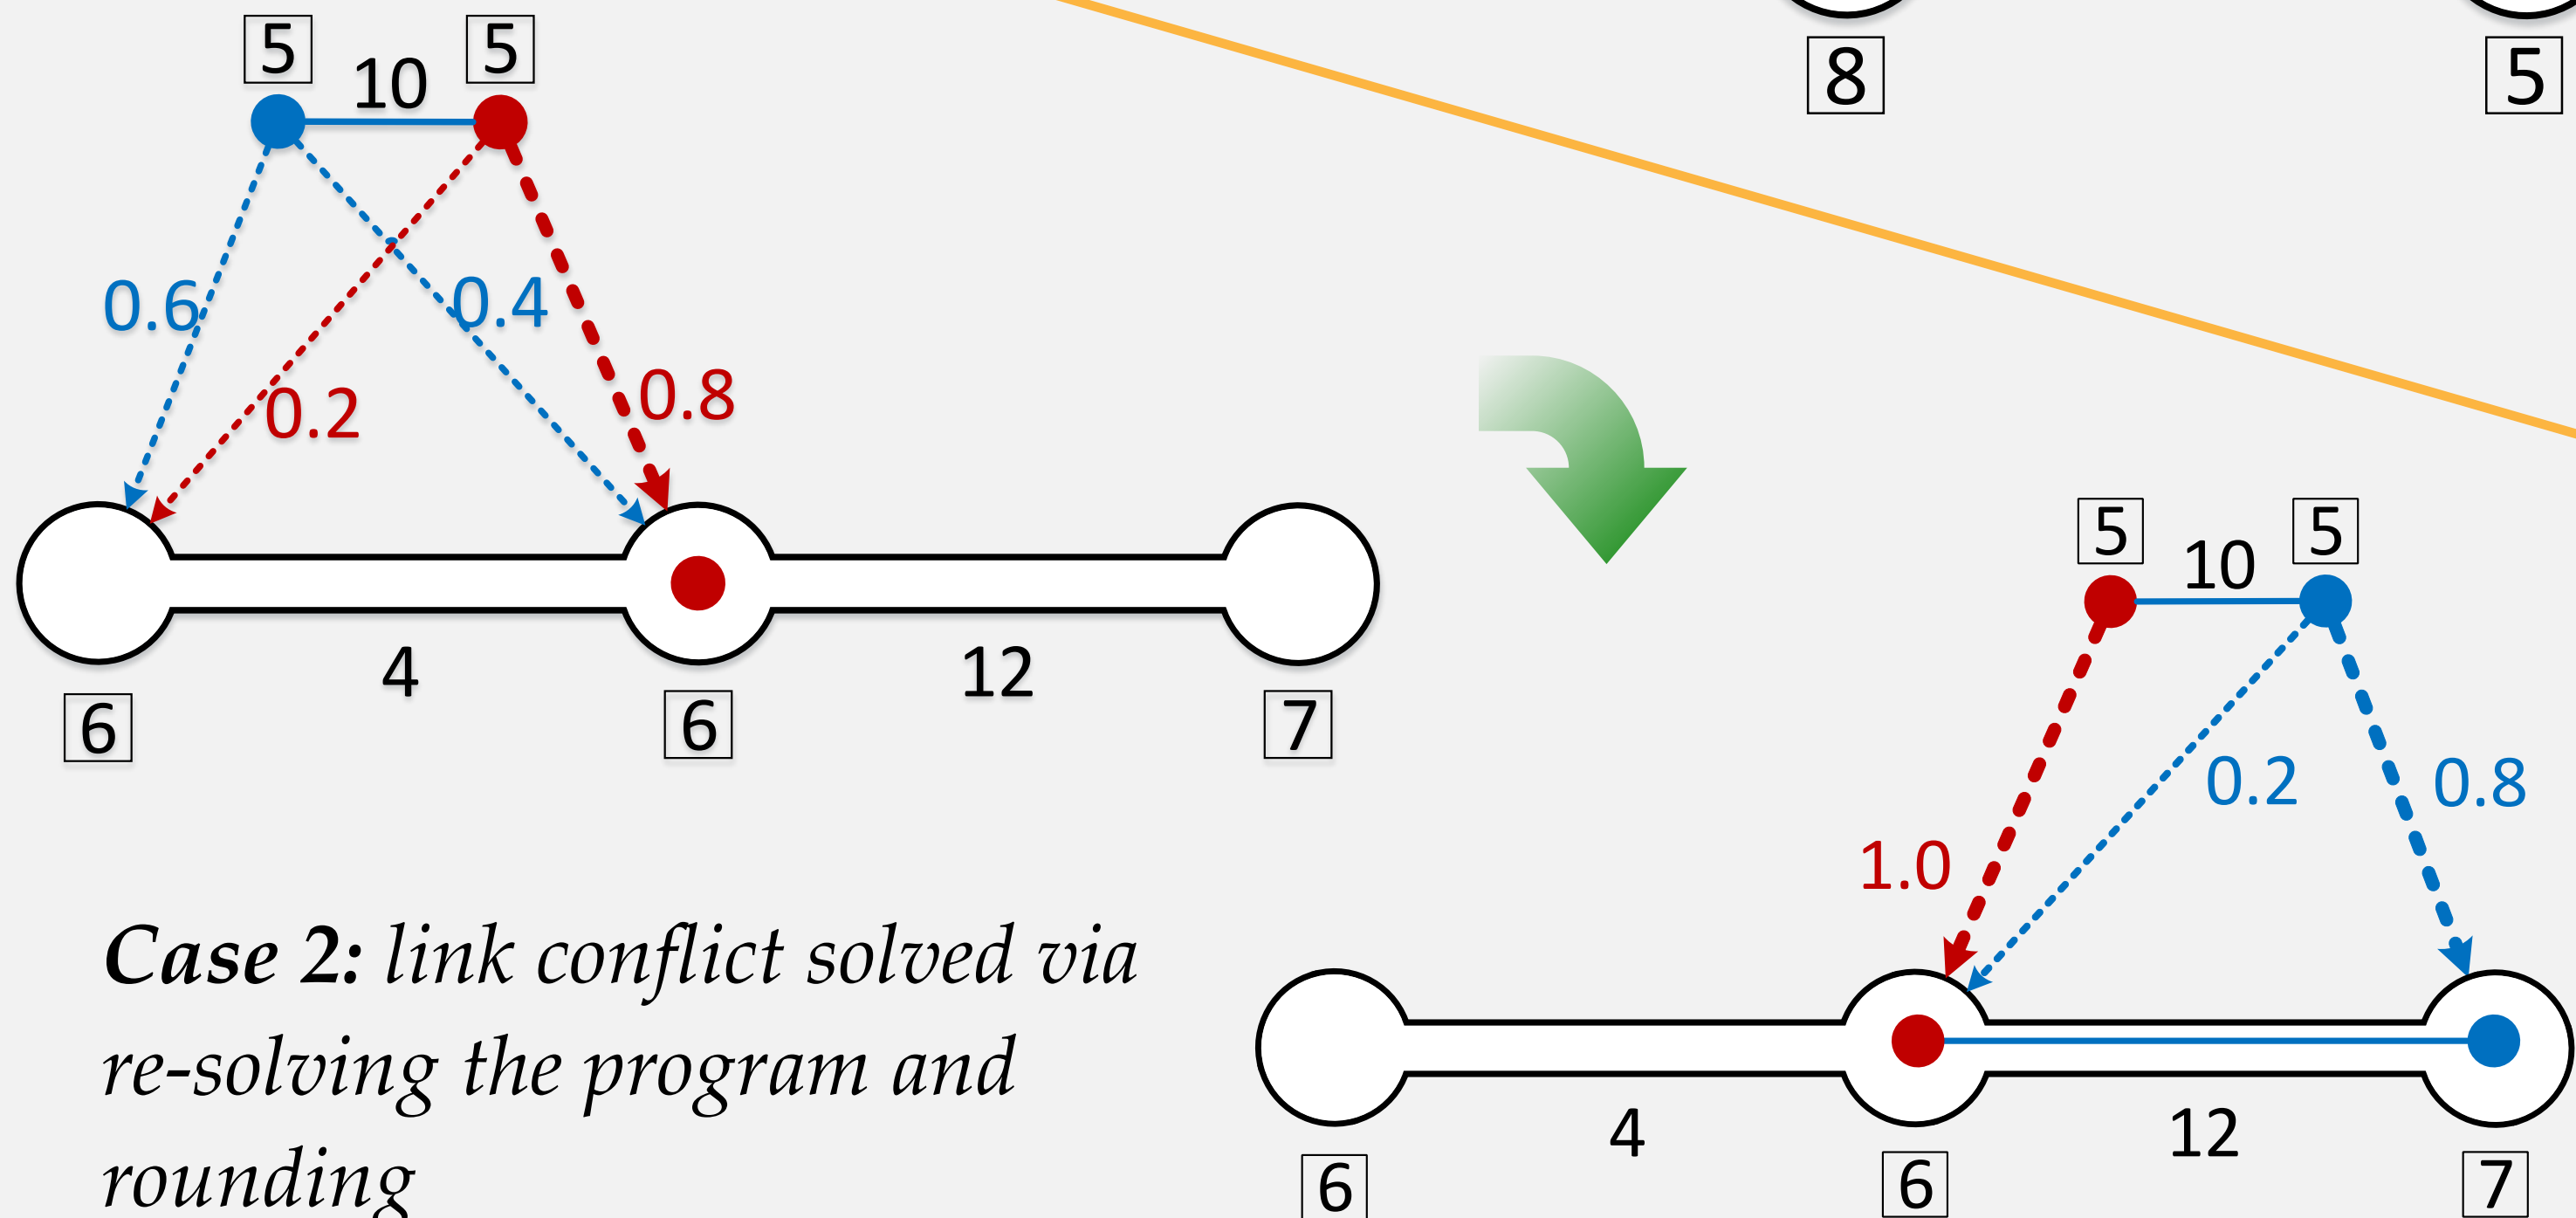 5 10 5
8 5
0.6 0.4
0.2 0.8
4 12
6 6 7
5 10 5
0.2 0.8
1.0
4 12
6 6 7
Case 2: link conflict solved via
re-solving the program and
rounding